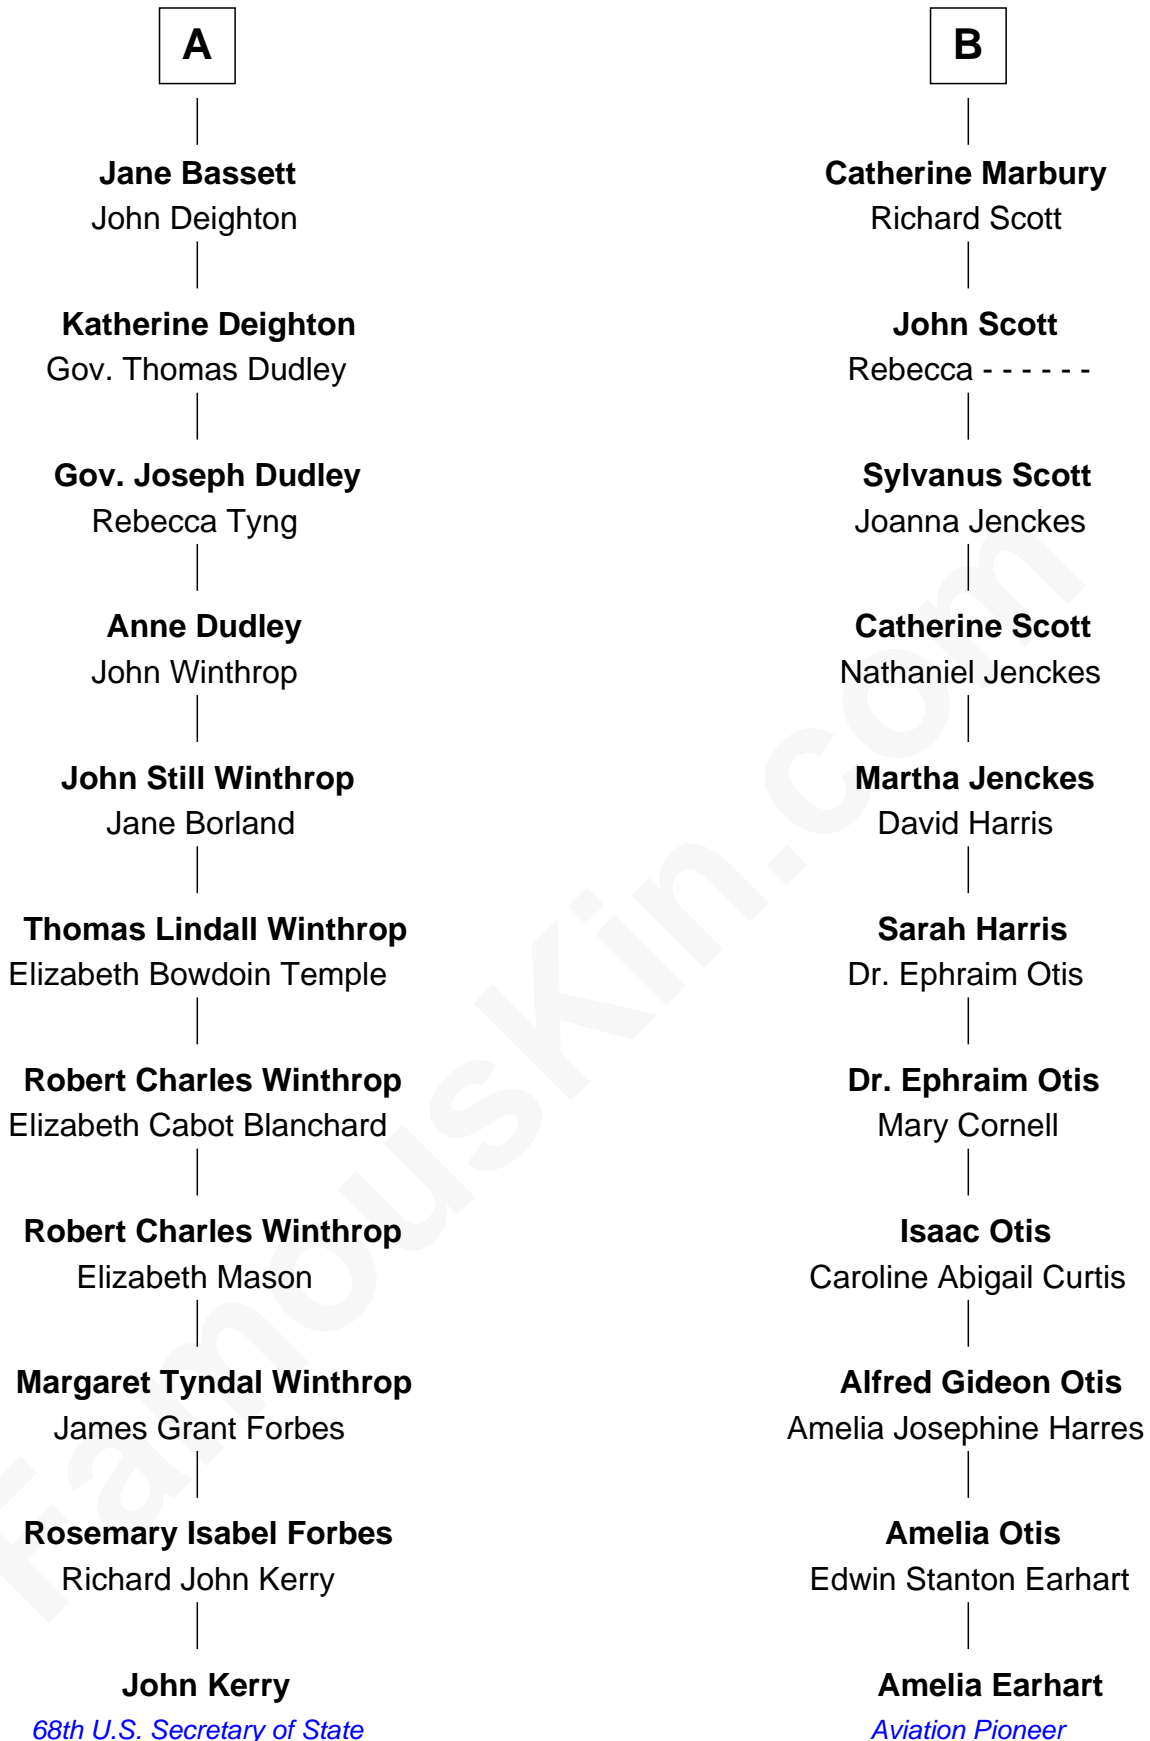 A
Jane Bassett
John Deighton
Katherine Deighton
Gov. Thomas Dudley
Gov. Joseph Dudley
Rebecca Tyng
Anne Dudley
John Winthrop
John Still Winthrop
Jane Borland
Thomas Lindall Winthrop
Elizabeth Bowdoin Temple
Robert Charles Winthrop
Elizabeth Cabot Blanchard
Robert Charles Winthrop
Elizabeth Mason
Margaret Tyndal Winthrop
James Grant Forbes
Rosemary Isabel Forbes
Richard John Kerry
John Kerry
68th U.S. Secretary of State
B
Catherine Marbury
Richard Scott
John Scott
Rebecca - - - - - -
Sylvanus Scott
Joanna Jenckes
Catherine Scott
Nathaniel Jenckes
Martha Jenckes
David Harris
Sarah Harris
Dr. Ephraim Otis
Dr. Ephraim Otis
Mary Cornell
Isaac Otis
Caroline Abigail Curtis
Alfred Gideon Otis
Amelia Josephine Harres
Amelia Otis
Edwin Stanton Earhart
Amelia Earhart
Aviation Pioneer
FamousKin.com